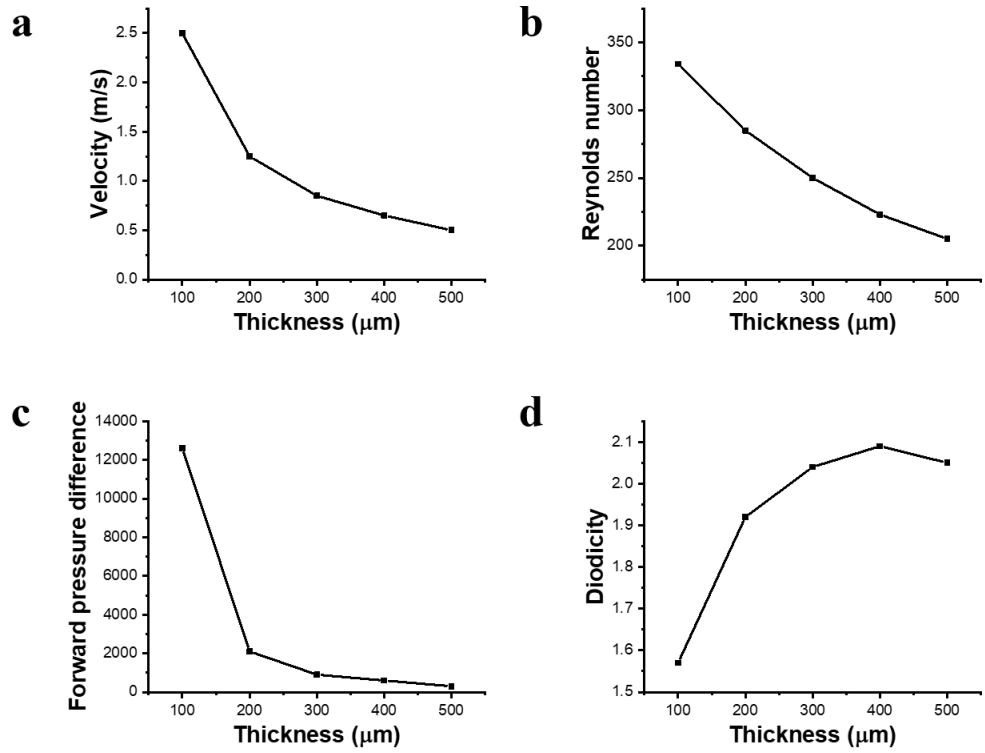 a
Velocity (m/s)
2.5
2.0
1.5
1.0
0.5
0.0
100 200 300 400 500
Thickness (μm)
b
Reynolds number
350
300
250
200
100 200 300 400 500
Thickness (μm)
c
Forward pressure difference
14000
12000
10000
8000
6000
4000
2000
0
100 200 300 400 500
Thickness (μm)
d
Diodicity
2.1
2.0
1.9
1.8
1.7
1.6
1.5
100 200 300 400 500
Thickness (μm)